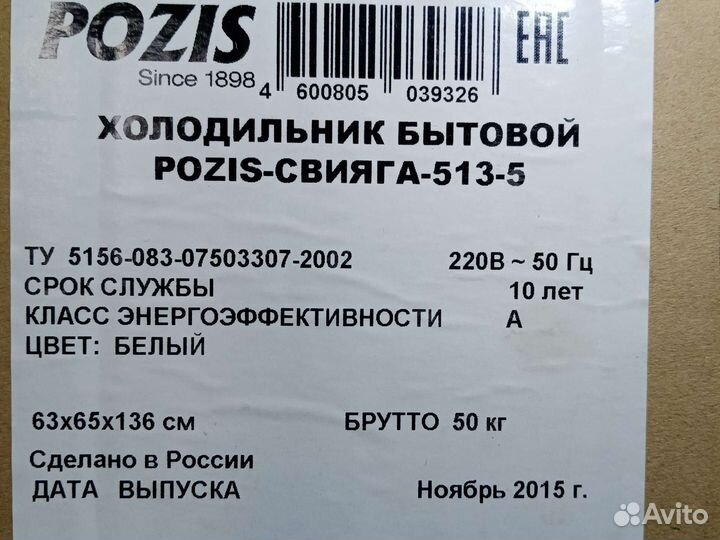 POZIS
EAC
Since 1898
4 600805 039326
ХОЛОДИЛЬНИК БЫТОВОЙ
POZIS-СВИЯГА-513-5
ТУ 5156-083-07503307-2002 220В ~ 50 Гц
СРОК СЛУЖБЫ 10 лет
КЛАСС ЭНЕРГОЭФФЕКТИВНОСТИ А
ЦВЕТ: БЕЛЫЙ
63х65х136 см БРУТТО 50 кг
Сделано в России
ДАТА ВЫПУСКА Ноябрь 2015 г.
Avito